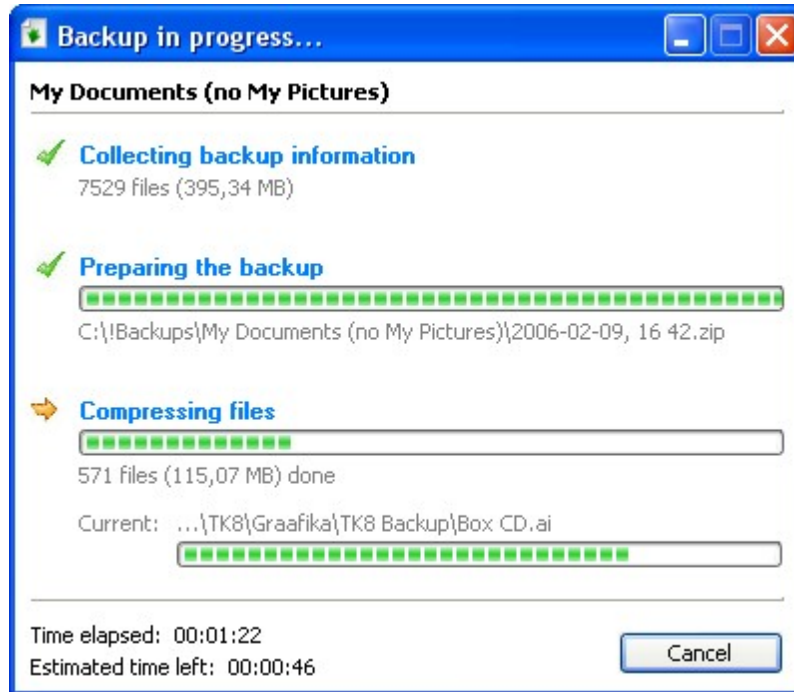 Backup in progress...
My Documents (no My Pictures)
Collecting backup information
7529 files (395,34 MB)
Preparing the backup
C:\!Backups\My Documents (no My Pictures)\2006-02-09, 16 42.zip
Compressing files
571 files (115,07 MB) done
Current: ...\TK8\Graafika\TK8 Backup\Box CD.ai
Time elapsed: 00:01:22
Estimated time left: 00:00:46
Cancel